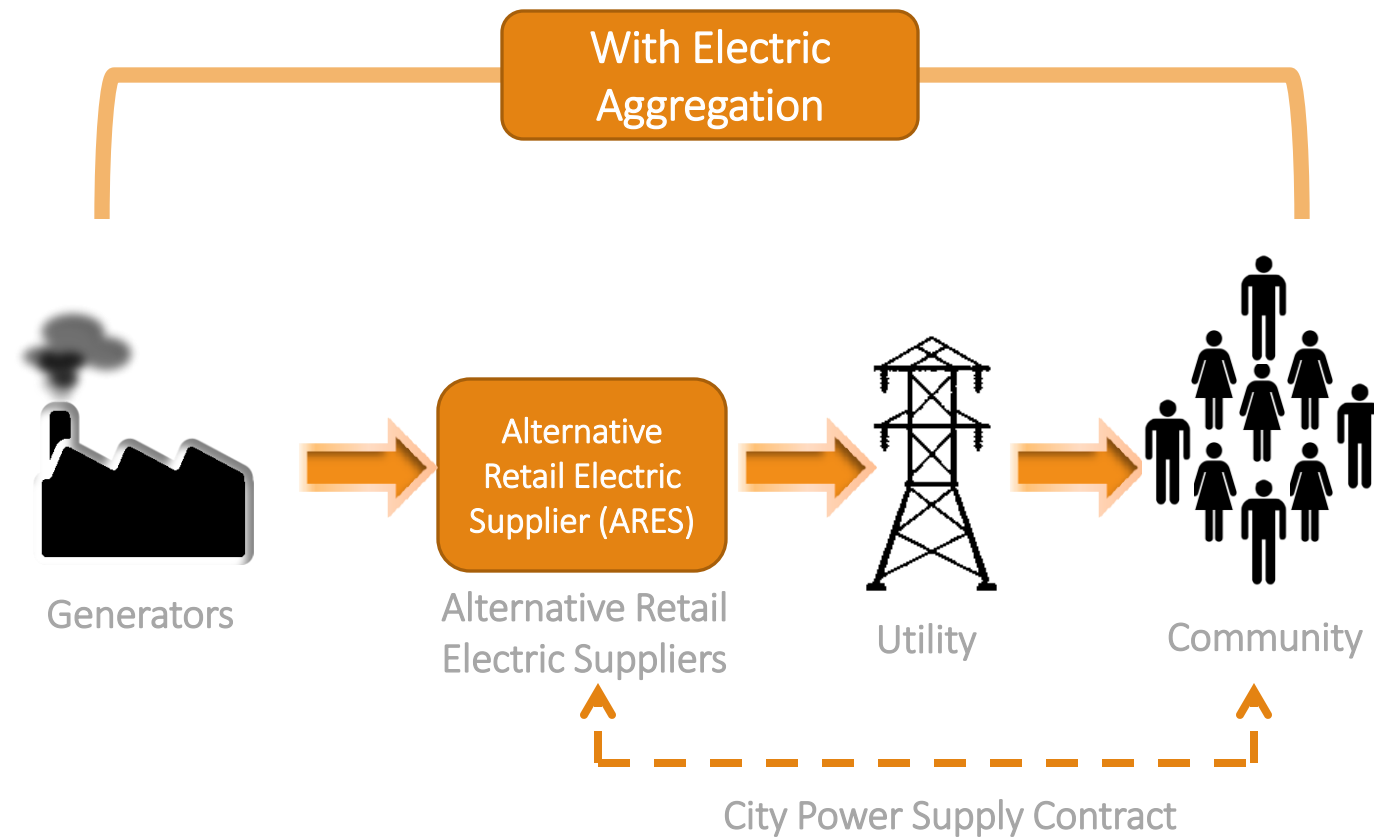 With Electric
Aggregation
Alternative
Retail Electric
Supplier (ARES)
Generators
Alternative Retail
Electric Suppliers
Utility
Community
City Power Supply Contract